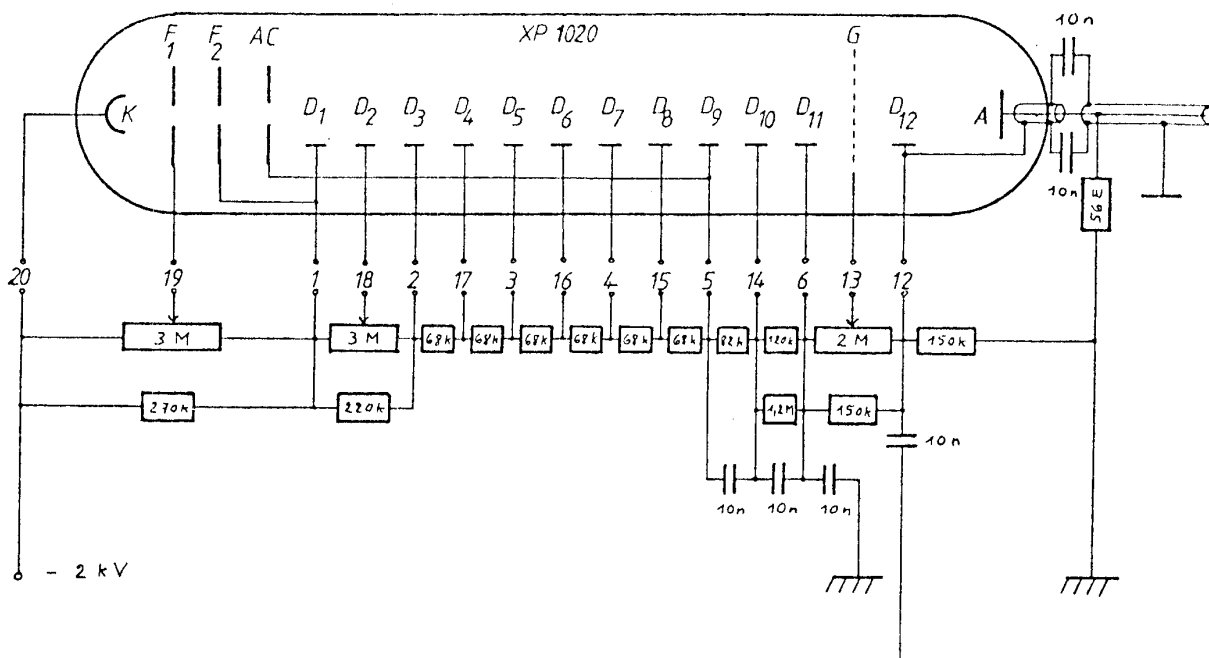 XP 1020
10n
F1 F2 AC G
K D1 D2 D3 D4 D5 D6 D7 D8 D9 D10 D11 D12 A
10n
56E
20 19 1 18 2 17 3 16 4 15 5 14 6 13 12
3 M 3 M 68k 68k 68k 68k 68k 68k 82k 120k 2 M 150k
270k 220k 1,2M 150k
10n
10n 10n 10n
- 2 kV